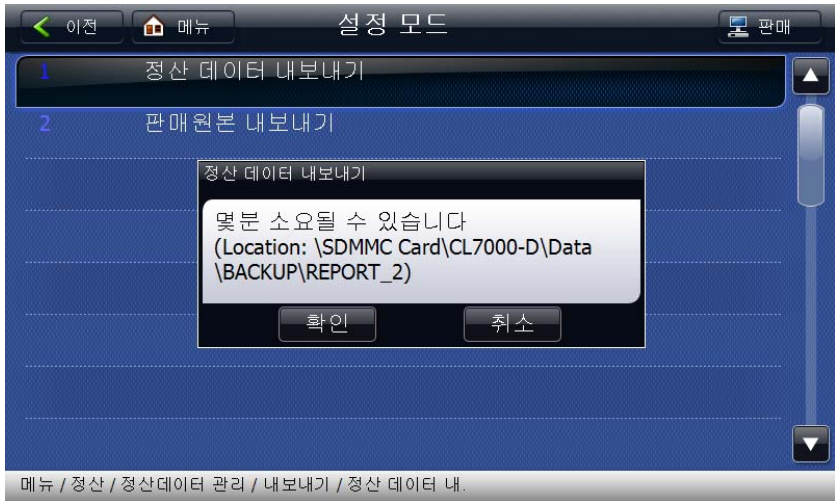 이전
메뉴
설정 모드
판매
1 정산 데이터 내보내기
2 판매원본 내보내기
정산 데이터 내보내기
몇분 소요될 수 있습니다
(Location: \SDMMC Card\CL7000-D\Data
\BACKUP\REPORT_2)
확인
취소
메뉴 / 정산 / 정산데이터 관리 / 내보내기 / 정산 데이터 내.